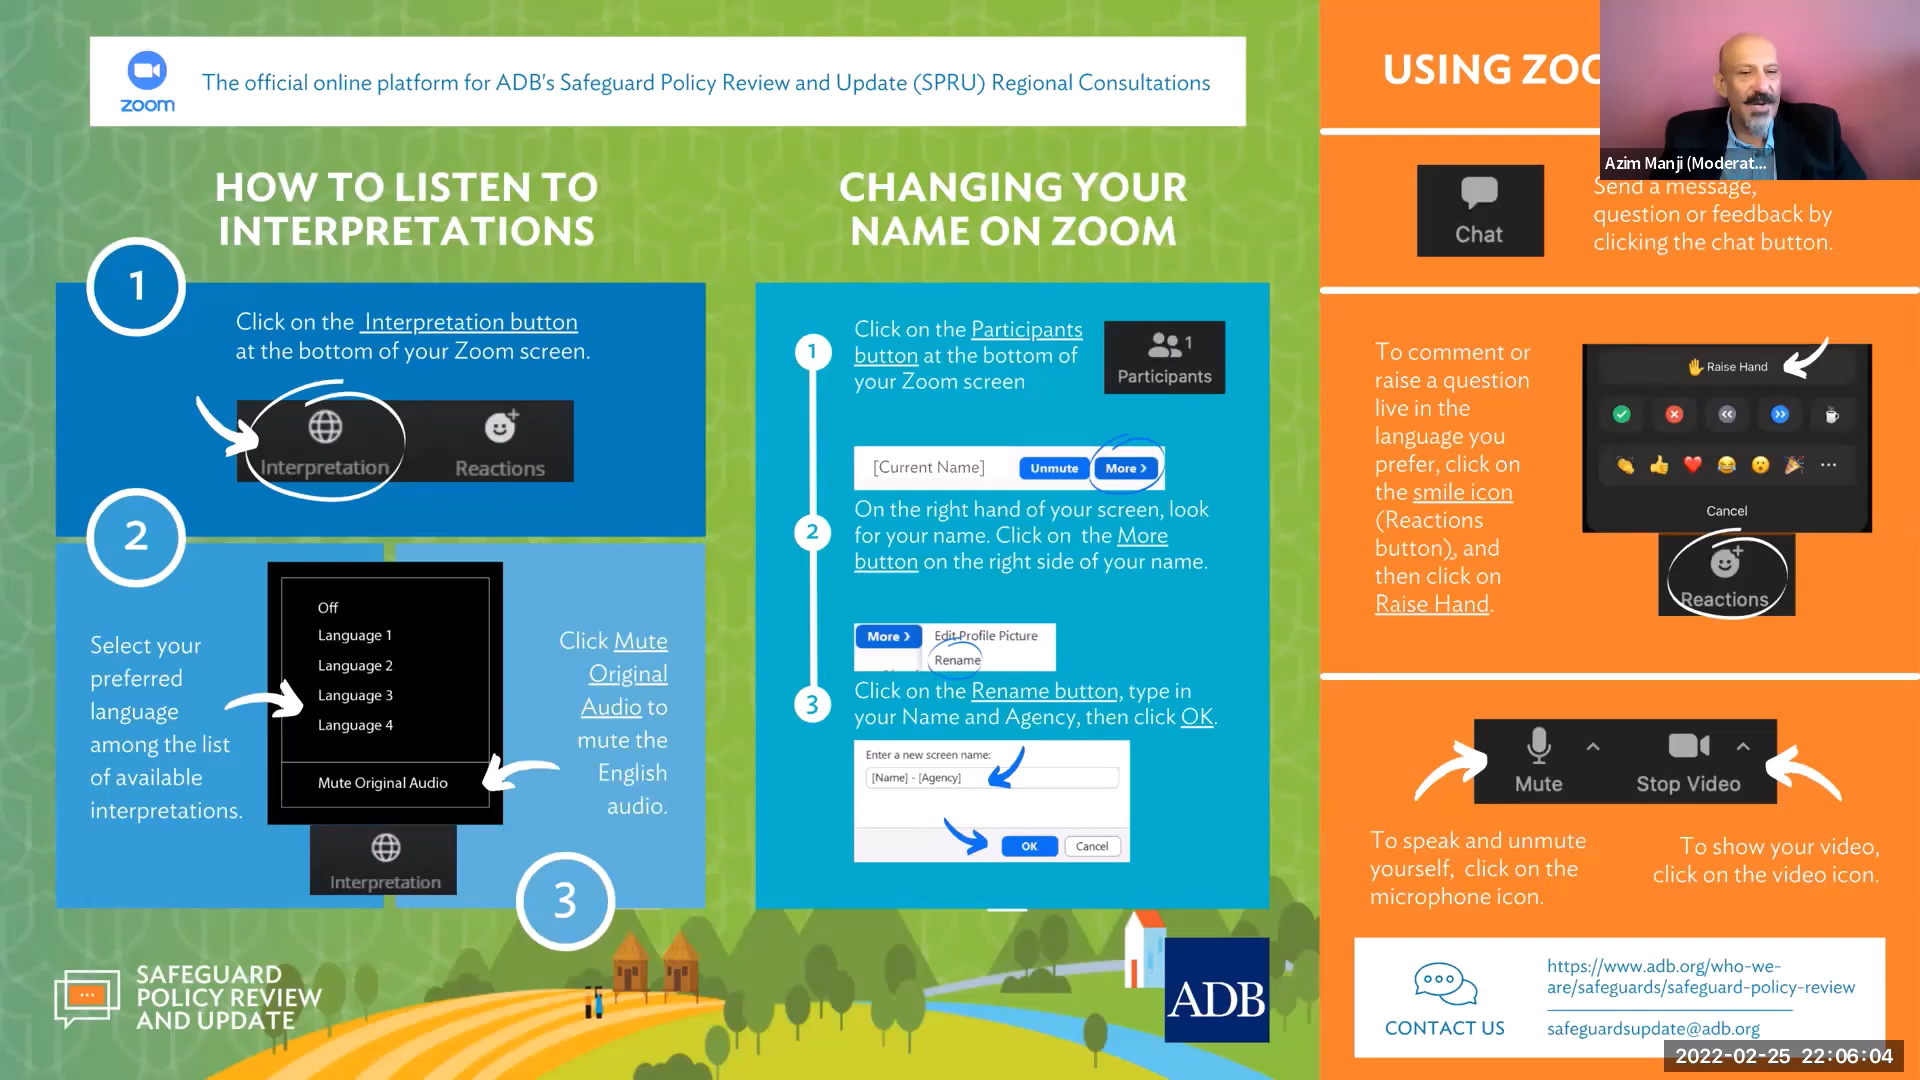 zoom
The official online platform for ADB's Safeguard Policy Review and Update (SPRU) Regional Consultations
HOW TO LISTEN TO
INTERPRETATIONS
1
Click on the Interpretation button
at the bottom of your Zoom screen.
Interpretation
Reactions
2
Select your
preferred
language
among the list
of available
interpretations.
Off
Language 1
Language 2
Language 3
Language 4
Mute Original Audio
Interpretation
Click Mute
Original
Audio to
mute the
English
audio.
3
CHANGING YOUR
NAME ON ZOOM
1
Click on the Participants
button at the bottom of
your Zoom screen
1
Participants
[Current Name]
Unmute
More >
2
On the right hand of your screen, look
for your name. Click on the More
button on the right side of your name.
More >
Edit Profile Picture
Rename
3
Click on the Rename button, type in
your Name and Agency, then click OK.
Enter a new screen name:
[Name] - [Agency]
OK
Cancel
SAFEGUARD
POLICY REVIEW
AND UPDATE
ADB
USING ZOO
Azim Manji (Moderat...
Chat
Send a message,
question or feedback by
clicking the chat button.
To comment or
raise a question
live in the
language you
prefer, click on
the smile icon
(Reactions
button), and
then click on
Raise Hand.
Raise Hand
Cancel
Reactions
Mute
Stop Video
To speak and unmute
yourself, click on the
microphone icon.
To show your video,
click on the video icon.
CONTACT US
https://www.adb.org/who-we-
are/safeguards/safeguard-policy-review
safeguardsupdate@adb.org
2022-02-25 22:06:04